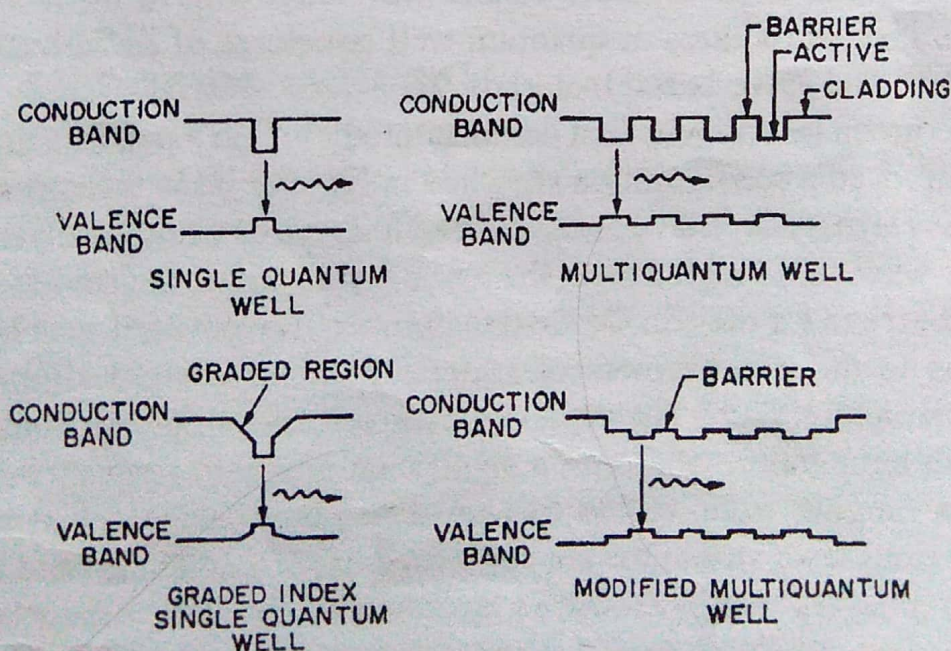 BARRIER
ACTIVE
CLADDING
CONDUCTION
BAND
VALENCE
BAND
SINGLE QUANTUM
WELL
CONDUCTION
BAND
VALENCE
BAND
MULTIQUANTUM WELL
GRADED REGION
CONDUCTION
BAND
VALENCE
BAND
GRADED INDEX
SINGLE QUANTUM
WELL
BARRIER
CONDUCTION
BAND
VALENCE
BAND
MODIFIED MULTIQUANTUM
WELL